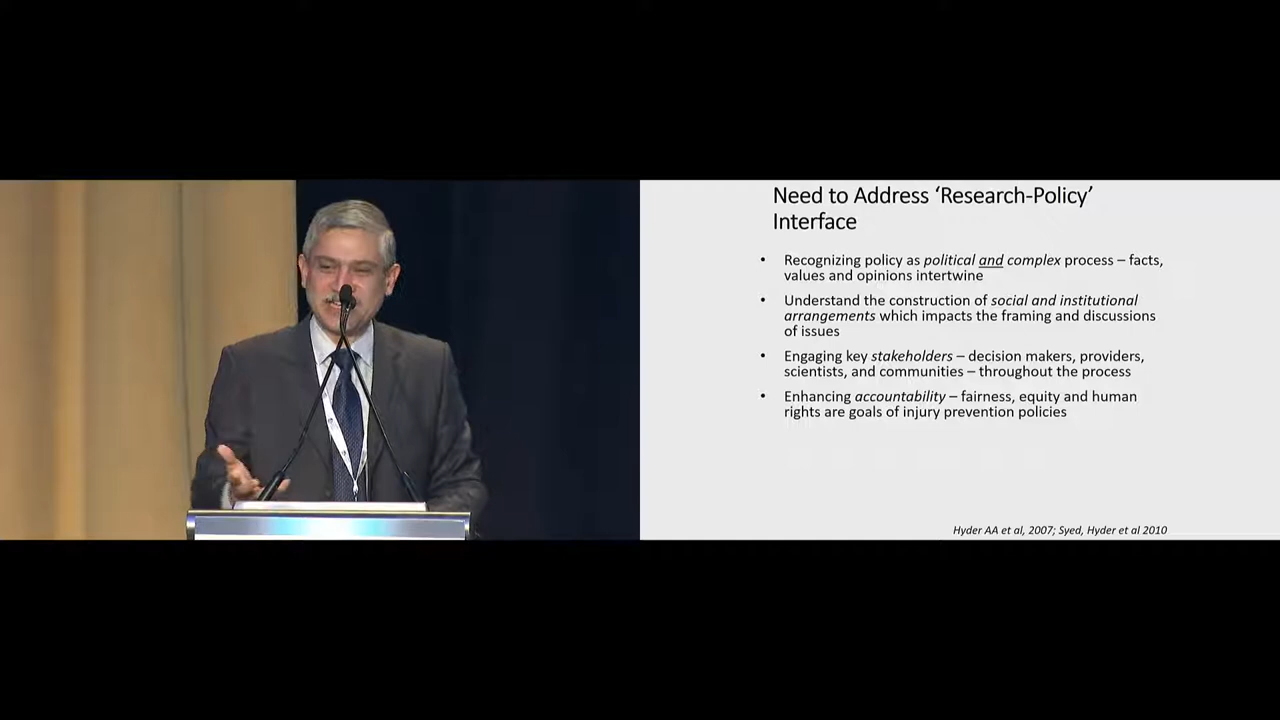 Need to Address ‘Research-Policy’
Interface
• Recognizing policy as political and complex process – facts,
values and opinions intertwine
• Understand the construction of social and institutional
arrangements which impacts the framing and discussions
of issues
• Engaging key stakeholders – decision makers, providers,
scientists, and communities – throughout the process
• Enhancing accountability – fairness, equity and human
rights are goals of injury prevention policies
Hyder AA et al, 2007; Syed, Hyder et al 2010